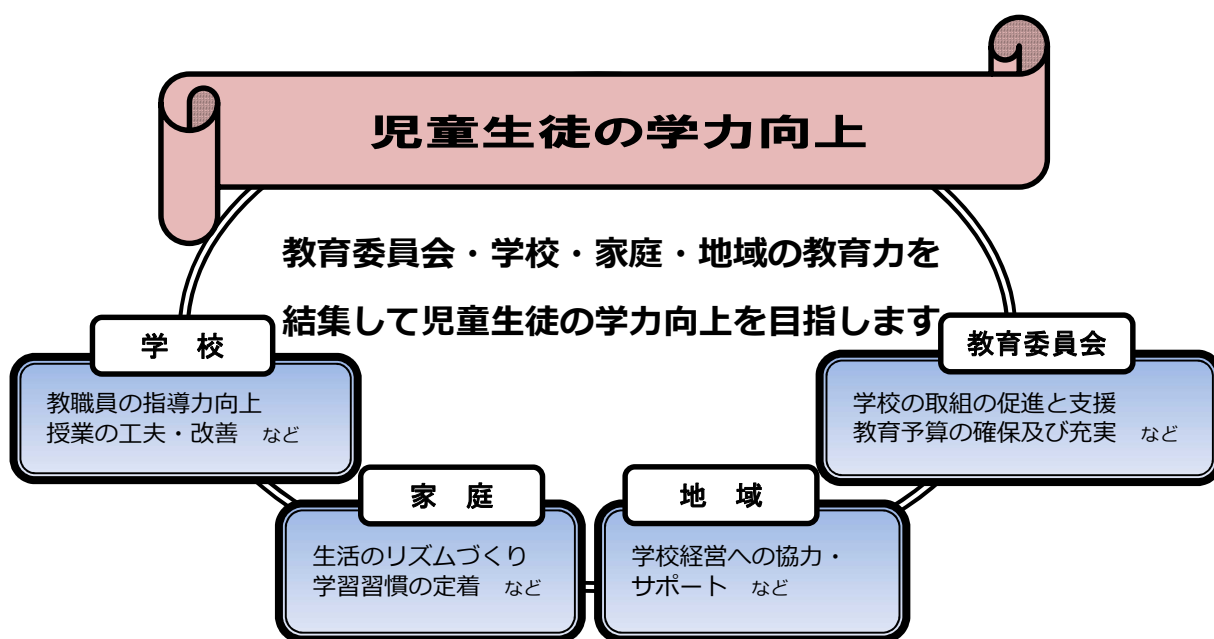 児童生徒の学力向上
教育委員会・学校・家庭・地域の教育力を
結集して児童生徒の学力向上を目指します
学 校
教職員の指導力向上
授業の工夫・改善 など
教育委員会
学校の取組の促進と支援
教育予算の確保及び充実 など
家 庭
生活のリズムづくり
学習習慣の定着 など
地 域
学校経営への協力・
サポート など